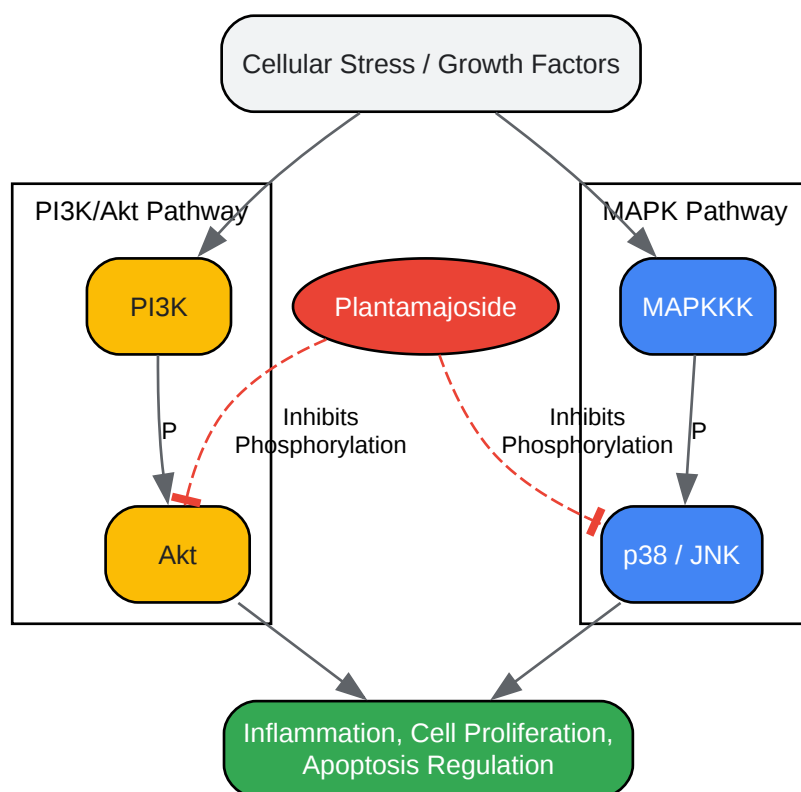 Cellular Stress / Growth Factors
PI3K/Akt Pathway
MAPK Pathway
PI3K
Plantamajoside
MAPKKK
P
Inhibits
Phosphorylation
Inhibits
Phosphorylation
P
Akt
p38 / JNK
Inflammation, Cell Proliferation,
Apoptosis Regulation